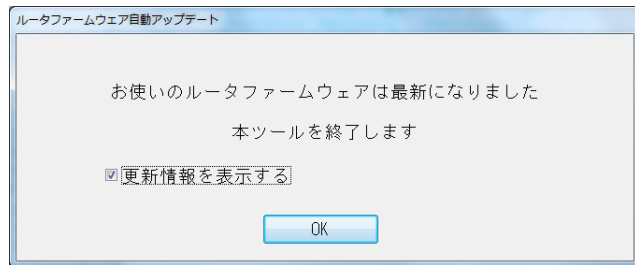 ルータファームウェア自動アップデート
お使いのルータファームウェアは最新になりました
本ツールを終了します
更新情報を表示する
OK